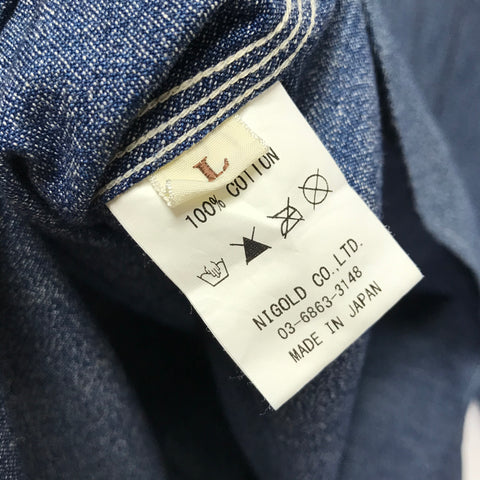 L
100% COTTON
NIGOLD CO.,LTD.
03-6863-3148
MADE IN JAPAN